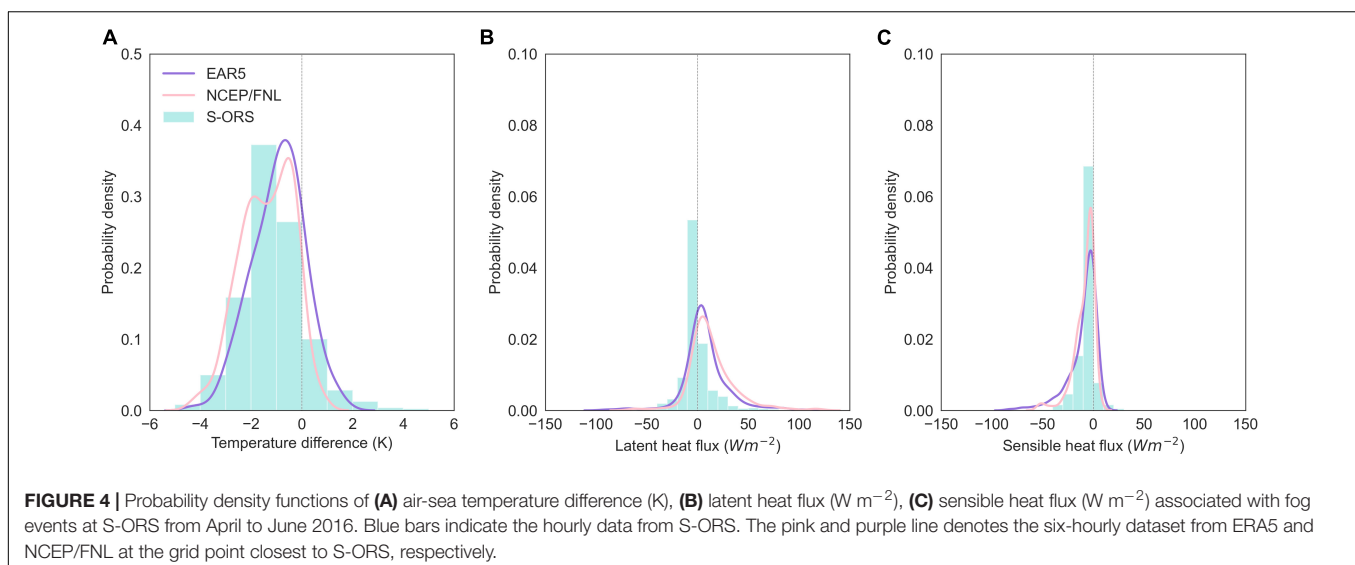 A
B
C
0.5
0.4
0.3
0.2
0.1
0.0
Probability density
EAR5
NCEP/FNL
S-ORS
−6
−4
−2
0
2
4
6
Temperature difference (K)
0.10
0.08
0.06
0.04
0.02
0.00
Probability density
−150
−100
−50
0
50
100
150
Latent heat flux (Wm⁻²)
0.10
0.08
0.06
0.04
0.02
0.00
Probability density
−150
−100
−50
0
50
100
150
Sensible heat flux (Wm⁻²)
FIGURE 4 | Probability density functions of (A) air-sea temperature difference (K), (B) latent heat flux (W m−2), (C) sensible heat flux (W m−2) associated with fog
events at S-ORS from April to June 2016. Blue bars indicate the hourly data from S-ORS. The pink and purple line denotes the six-hourly dataset from ERA5 and
NCEP/FNL at the grid point closest to S-ORS, respectively.